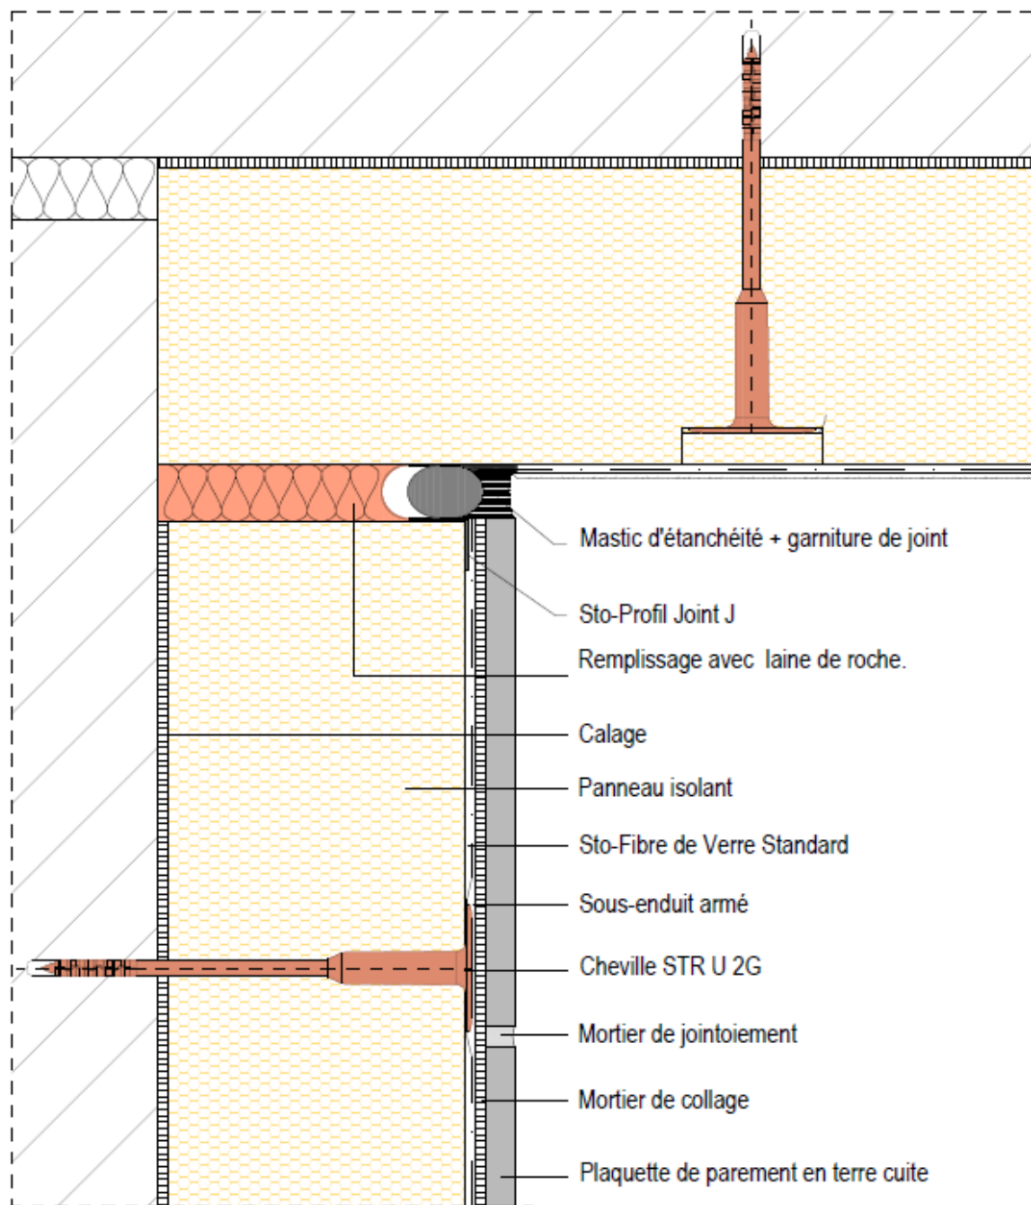 Mastic d'étanchéité + garniture de joint
Sto-Profil Joint J
Remplissage avec laine de roche.
Calage
Panneau isolant
Sto-Fibre de Verre Standard
Sous-enduit armé
Cheville STR U 2G
Mortier de jointoiement
Mortier de collage
Plaquette de parement en terre cuite